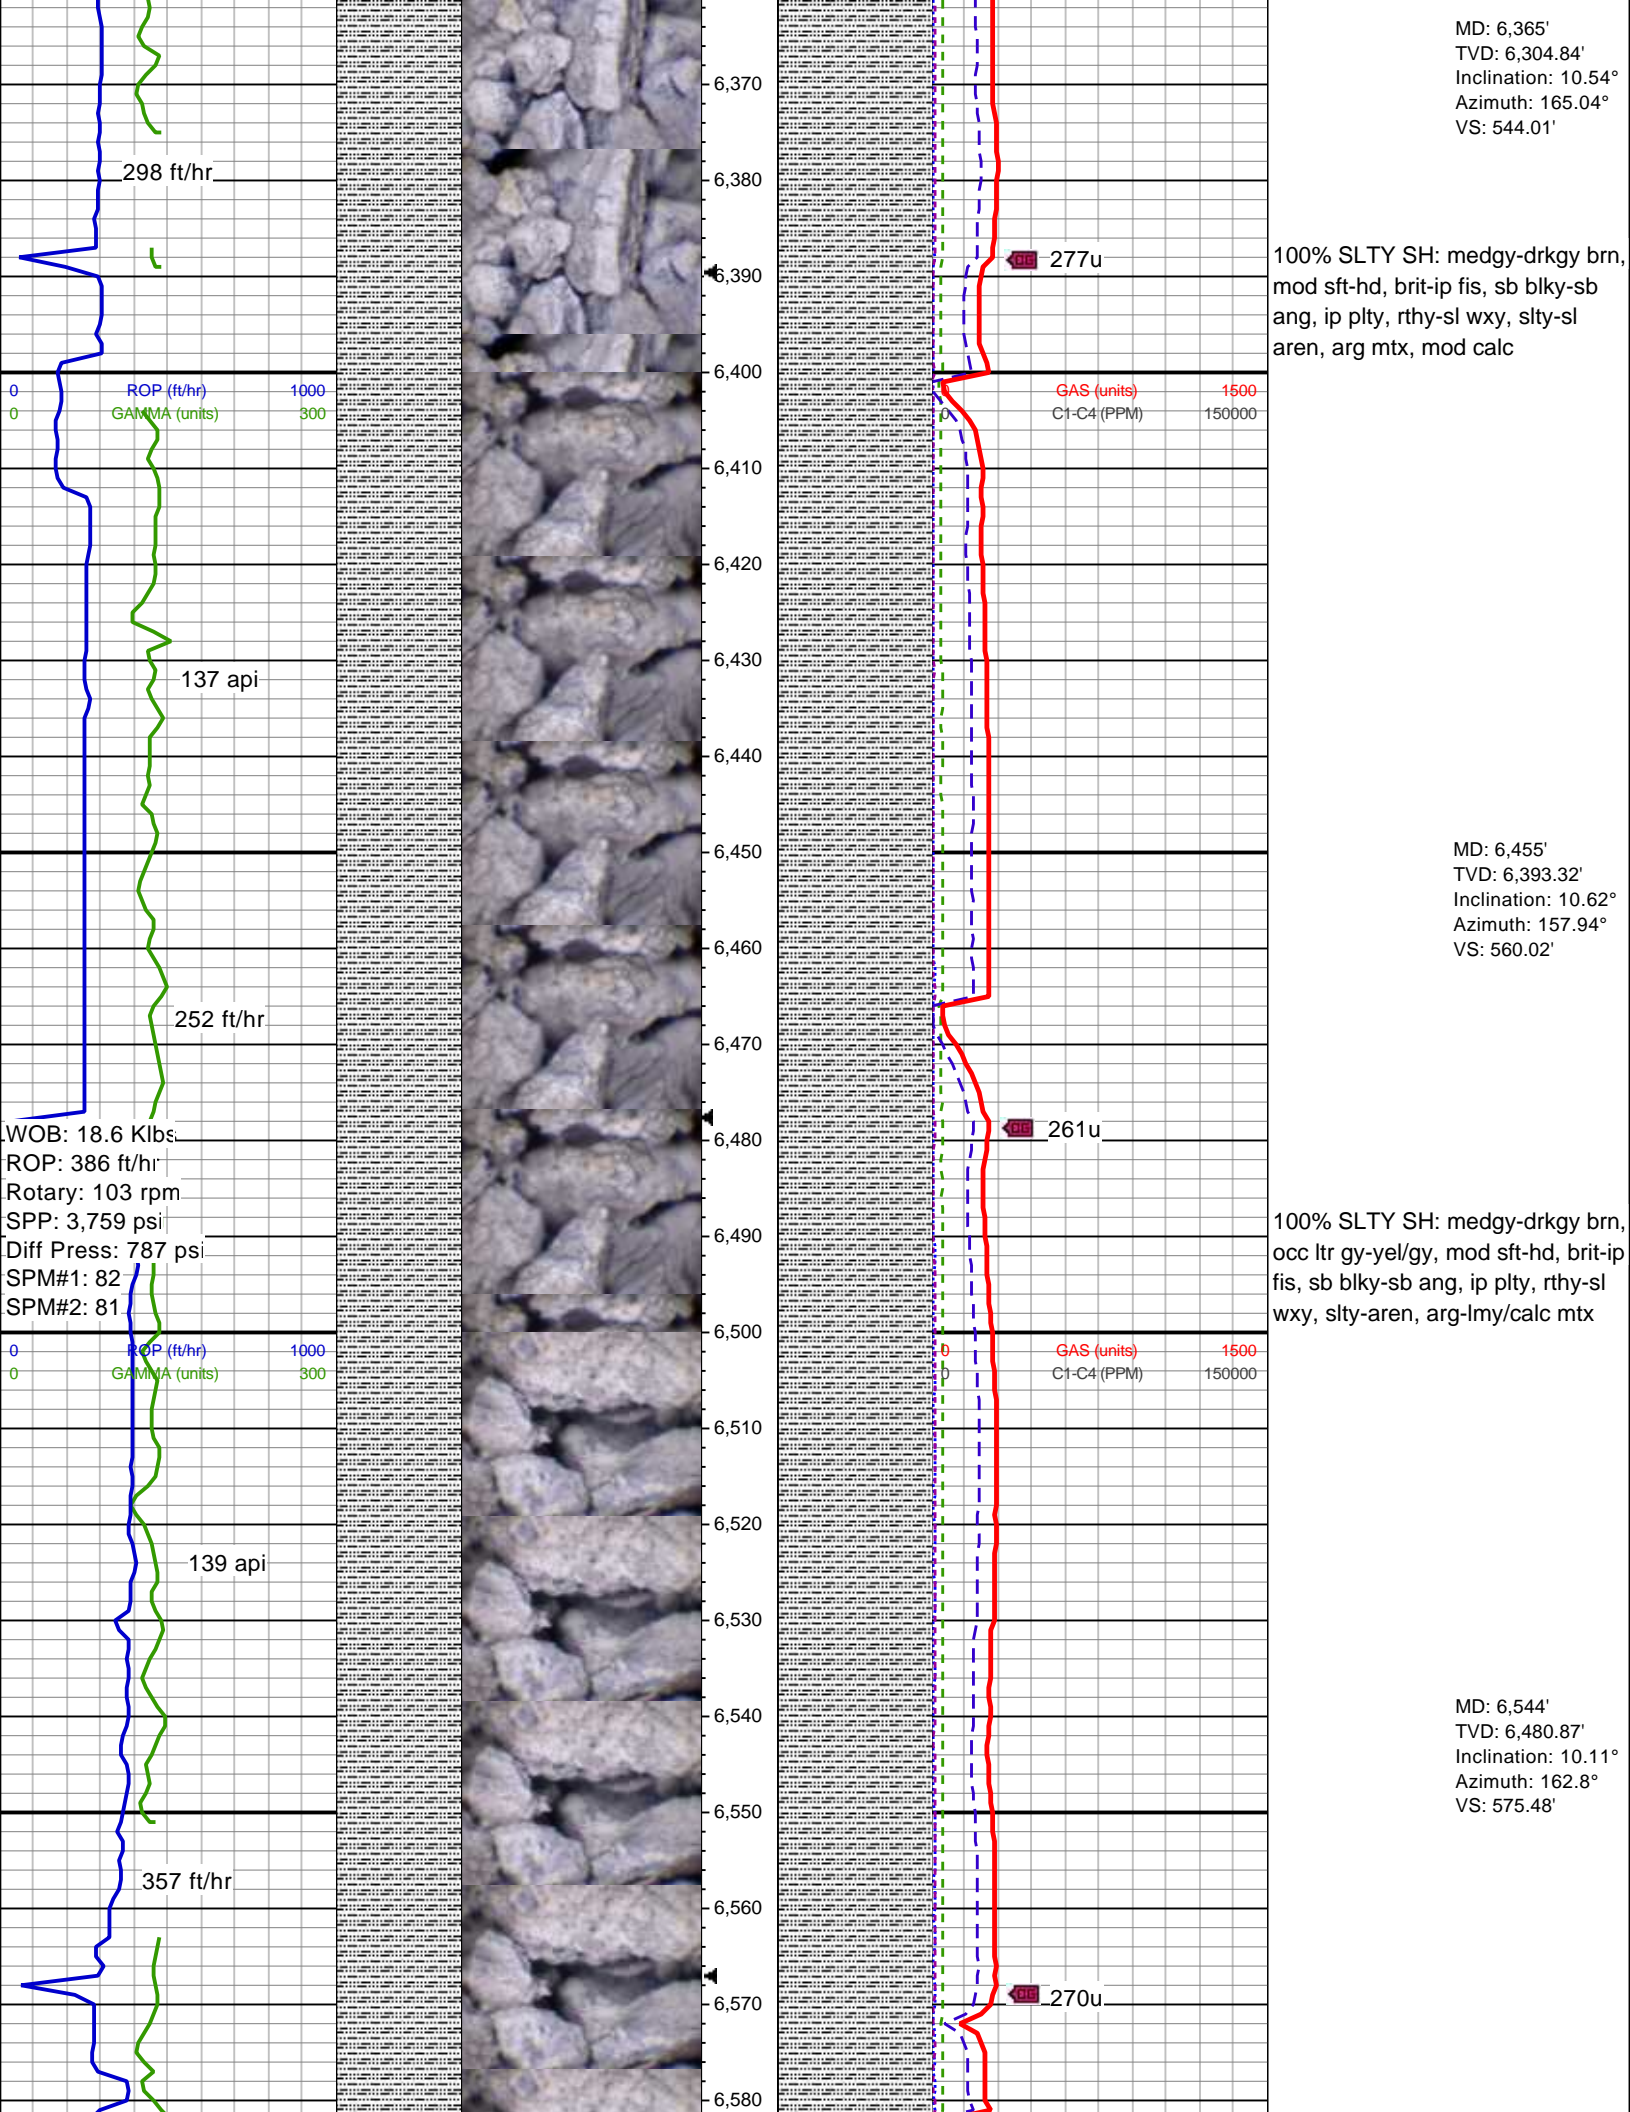 MD: 6,365'
TVD: 6,304.84'
Inclination: 10.54°
Azimuth: 165.04°
VS: 544.01'
6,370
298 ft/hr
6,380
277u
OG
6,390
100% SLTY SH: medgy-drkgy brn,
mod sft-hd, brit-ip fis, sb blky-sb
ang, ip plty, rthy-sl wxy, slty-sl
aren, arg mtx, mod calc
6,400
0 ROP (ft/hr) 1000
0 GAMMA (units) 300
0 GAS (units) 1500
0 C1-C4 (PPM) 150000
6,410
6,420
6,430
137 api
6,440
6,450
MD: 6,455'
TVD: 6,393.32'
Inclination: 10.62°
Azimuth: 157.94°
VS: 560.02'
6,460
252 ft/hr
6,470
WOB: 18.6 Klbs
ROP: 386 ft/hr
Rotary: 103 rpm
SPP: 3,759 psi
Diff Press: 787 psi
SPM#1: 82
SPM#2: 81
OG
261u
6,480
6,490
100% SLTY SH: medgy-drkgy brn,
occ ltr gy-yel/gy, mod sft-hd, brit-ip
fis, sb blky-sb ang, ip plty, rthy-sl
wxy, slty-aren, arg-lmy/calc mtx
6,500
0 ROP (ft/hr) 1000
0 GAMMA (units) 300
0 GAS (units) 1500
0 C1-C4 (PPM) 150000
6,510
6,520
139 api
6,530
6,540
MD: 6,544'
TVD: 6,480.87'
Inclination: 10.11°
Azimuth: 162.8°
VS: 575.48'
6,550
357 ft/hr
6,560
OG
270u
6,570
6,580